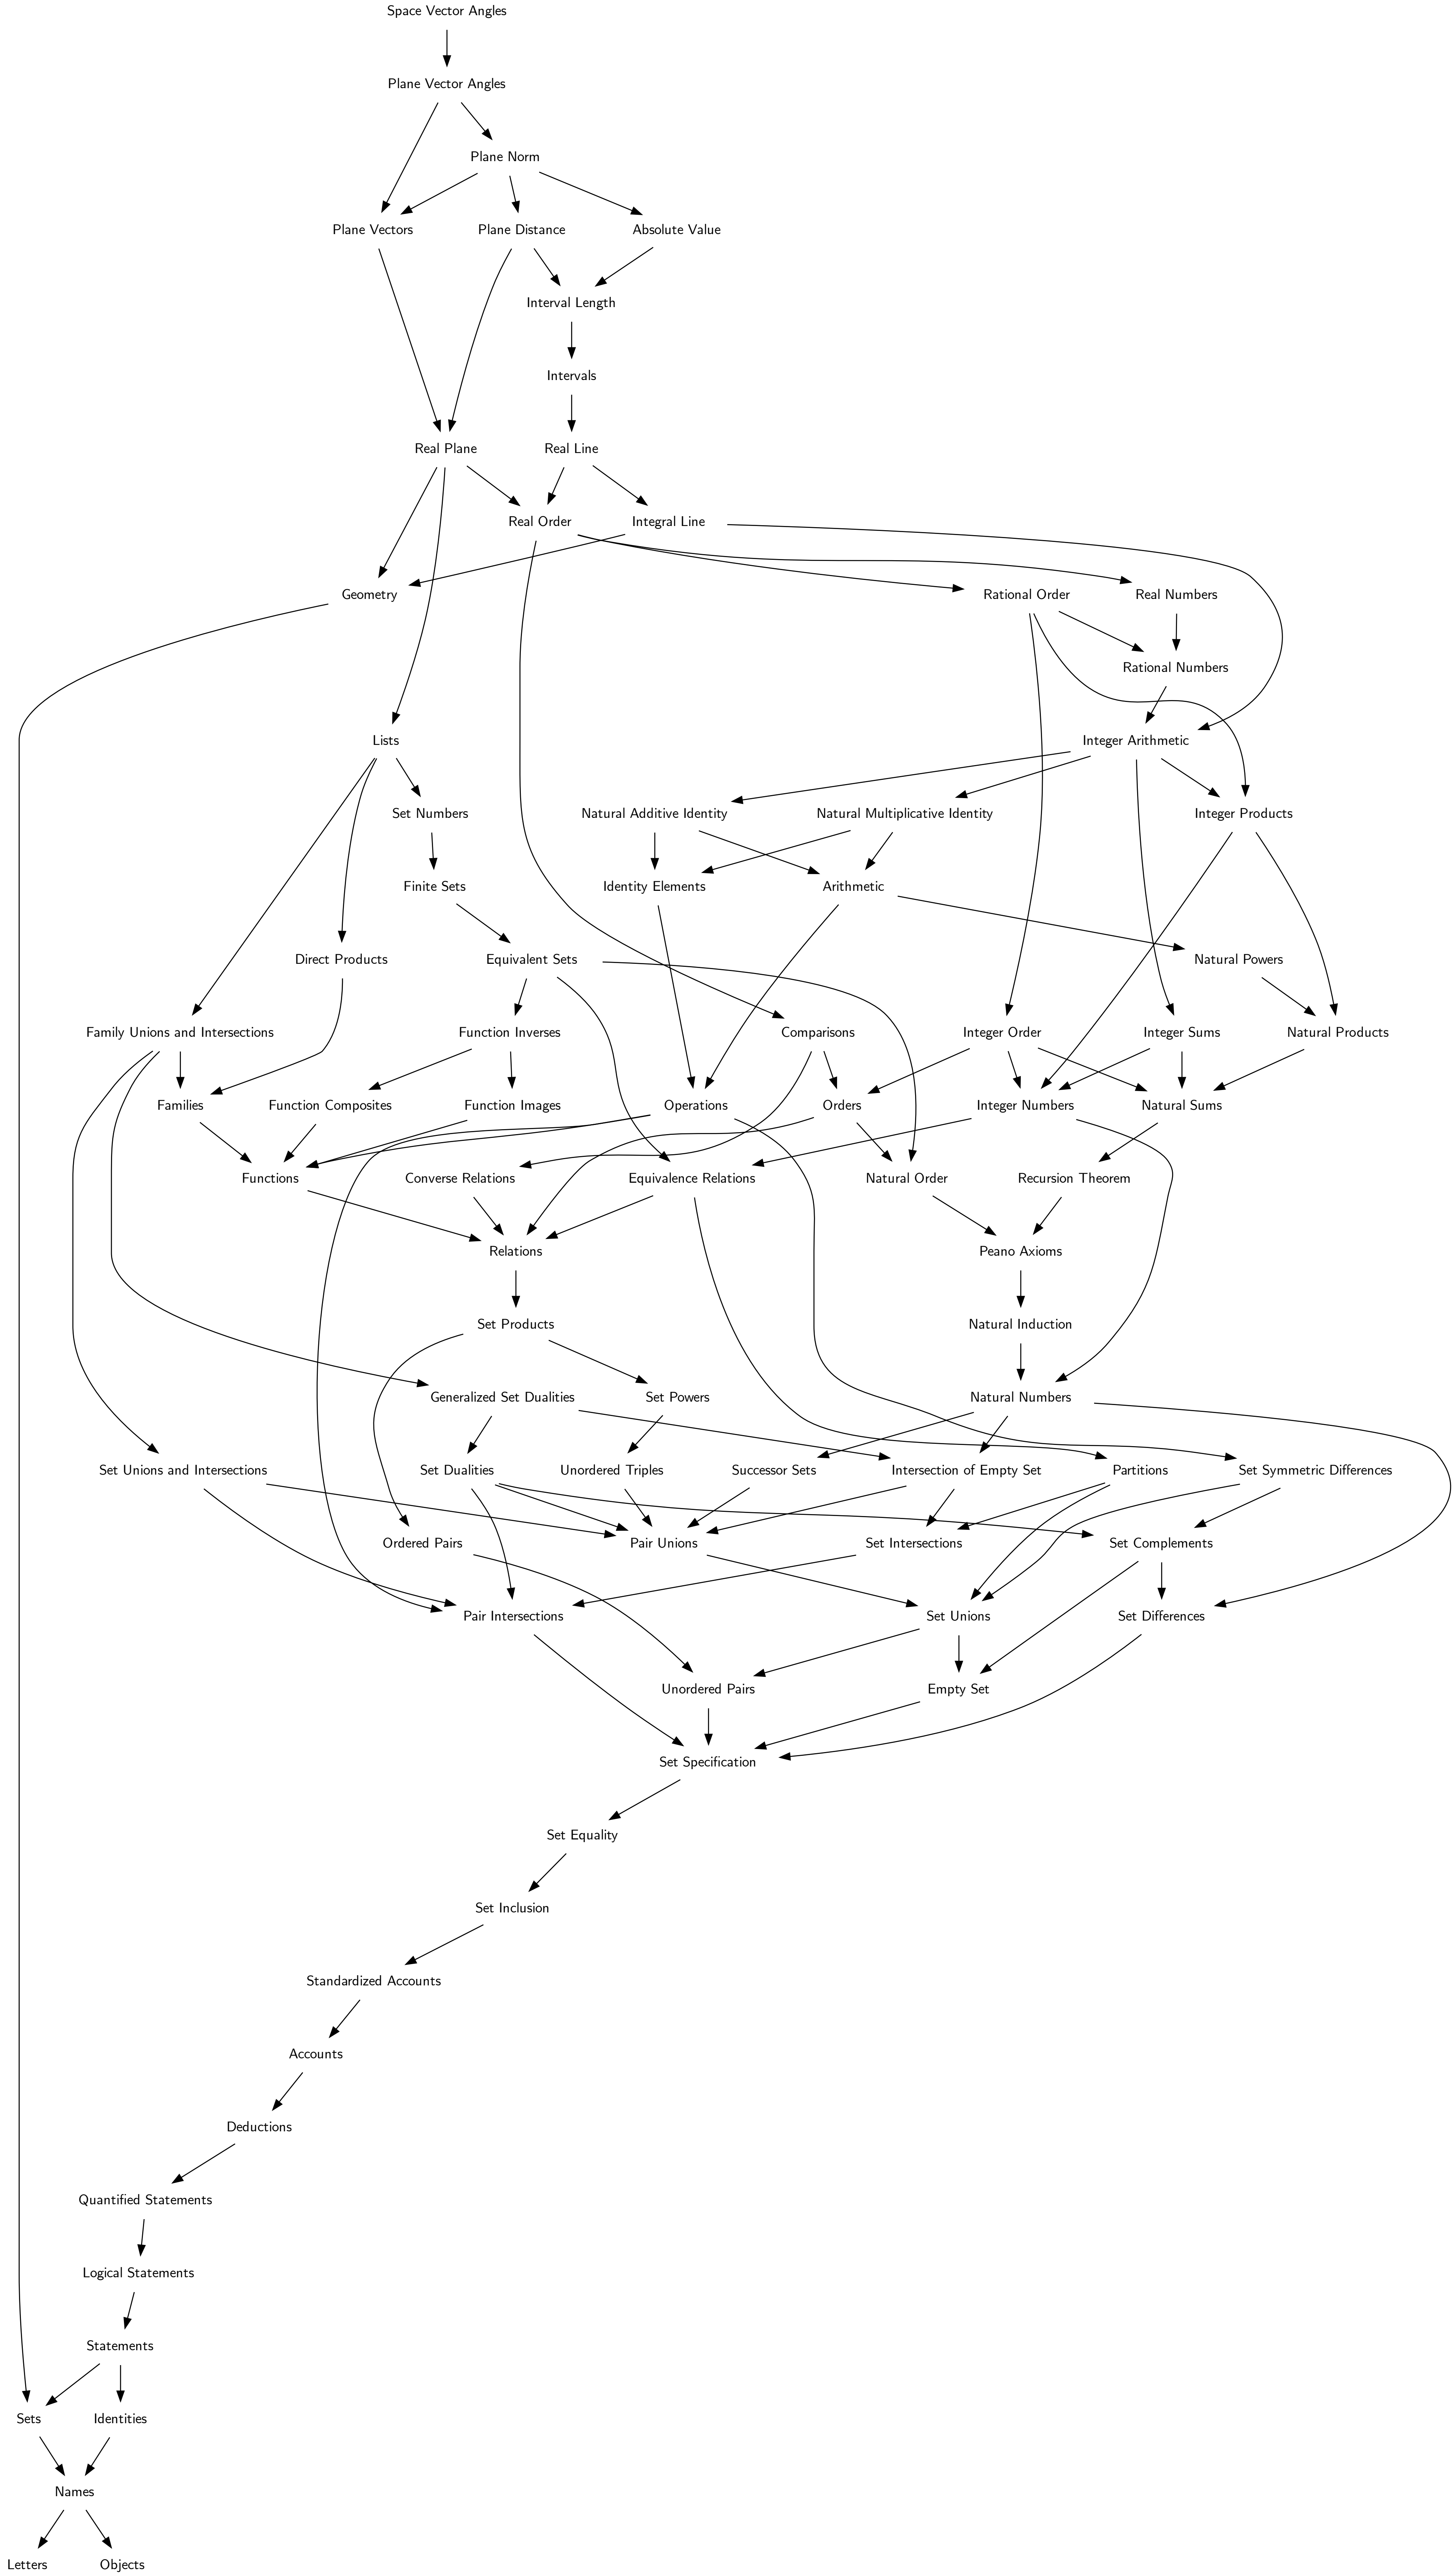 Space Vector Angles
Plane Vector Angles
Plane Norm
Plane Vectors
Plane Distance
Absolute Value
Interval Length
Intervals
Real Plane
Real Line
Real Order
Integral Line
Geometry
Rational Order
Real Numbers
Rational Numbers
Lists
Integer Arithmetic
Set Numbers
Natural Additive Identity
Natural Multiplicative Identity
Integer Products
Finite Sets
Identity Elements
Arithmetic
Direct Products
Equivalent Sets
Natural Powers
Family Unions and Intersections
Function Inverses
Comparisons
Integer Order
Integer Sums
Natural Products
Families
Function Composites
Function Images
Operations
Orders
Integer Numbers
Natural Sums
Functions
Converse Relations
Equivalence Relations
Natural Order
Recursion Theorem
Relations
Peano Axioms
Set Products
Natural Induction
Generalized Set Dualities
Set Powers
Natural Numbers
Set Unions and Intersections
Set Dualities
Unordered Triples
Successor Sets
Intersection of Empty Set
Partitions
Set Symmetric Differences
Ordered Pairs
Pair Unions
Set Intersections
Set Complements
Pair Intersections
Set Unions
Set Differences
Unordered Pairs
Empty Set
Set Specification
Set Equality
Set Inclusion
Standardized Accounts
Accounts
Deductions
Quantified Statements
Logical Statements
Statements
Sets
Identities
Names
Letters
Objects